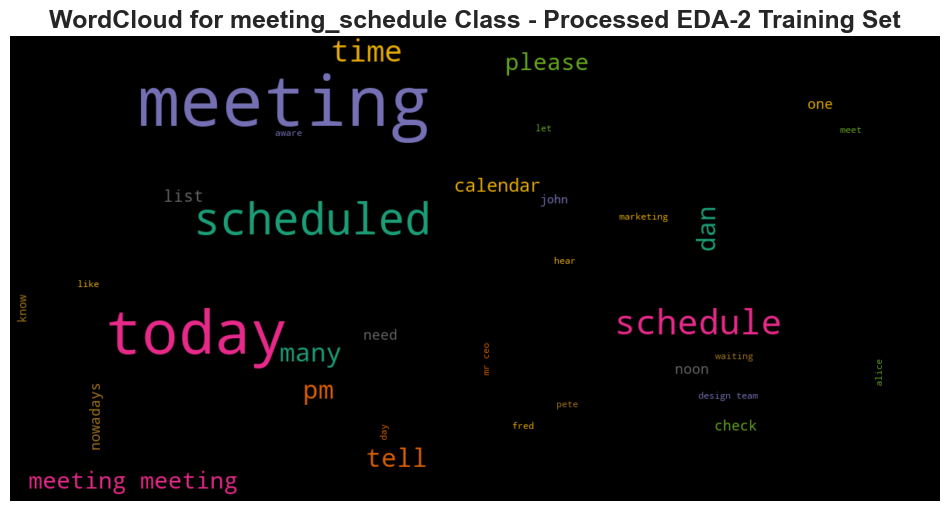 WordCloud for meeting_schedule Class - Processed EDA-2 Training Set
time
please
meeting
one
aware
let
meet
calendar
list
john
scheduled
marketing
dan
hear
like
know
today
schedule
need
many
waiting
mr ceo
noon
alice
pm
design team
nowadays
pete
day
fred
check
tell
meeting meeting